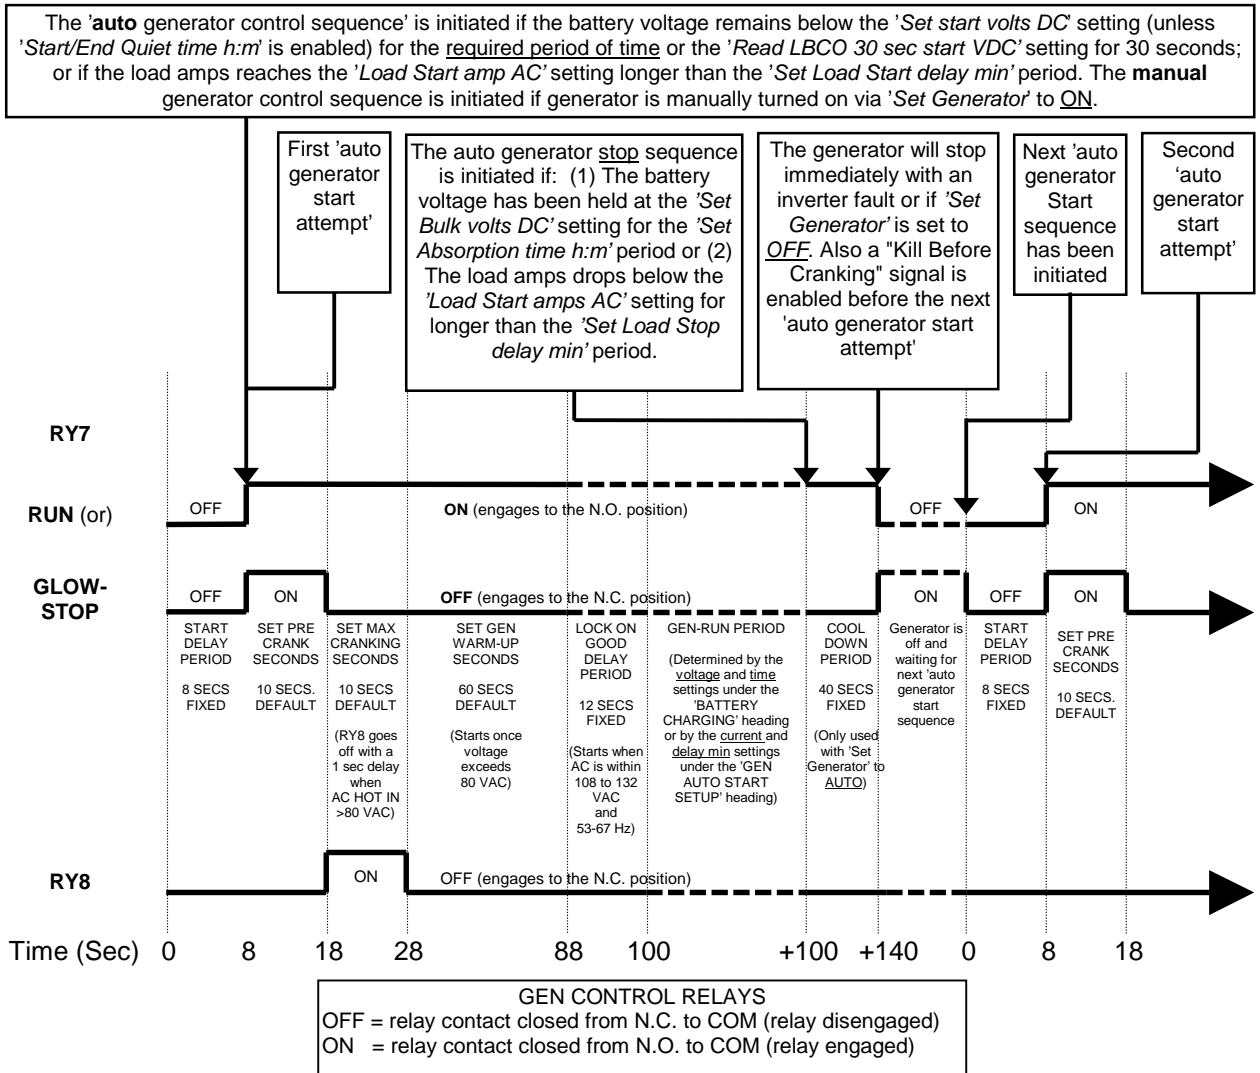 The 'auto generator control sequence' is initiated if the battery voltage remains below the 'Set start volts DC' setting (unless
'Start/End Quiet time h:m' is enabled) for the required period of time or the 'Read LBCO 30 sec start VDC' setting for 30 seconds;
or if the load amps reaches the 'Load Start amp AC' setting longer than the 'Set Load Start delay min' period. The manual
generator control sequence is initiated if generator is manually turned on via 'Set Generator' to ON.
First 'auto
generator
start
attempt'
The auto generator stop sequence
is initiated if: (1) The battery
voltage has been held at the 'Set
Bulk volts DC' setting for the 'Set
Absorption time h:m' period or (2)
The load amps drops below the
'Load Start amps AC' setting for
longer than the 'Set Load Stop
delay min' period.
The generator will stop
immediately with an
inverter fault or if 'Set
Generator' is set to
OFF. Also a "Kill Before
Cranking" signal is
enabled before the next
'auto generator start
attempt'
Next 'auto
generator
Start
sequence
has been
initiated
Second
'auto
generator
start
attempt'
RY7
RUN (or)
OFF
ON (engages to the N.O. position)
OFF
ON
GLOW-
STOP
OFF
ON
OFF (engages to the N.C. position)
ON
OFF
ON
START
DELAY
PERIOD
8 SECS
FIXED
SET PRE
CRANK
SECONDS
10 SECS.
DEFAULT
SET MAX
CRANKING
SECONDS
10 SECS
DEFAULT
(RY8 goes
off with a
1 sec delay
when
AC HOT IN
>80 VAC)
SET GEN
WARM-UP
SECONDS
60 SECS
DEFAULT
(Starts once
voltage
exceeds
80 VAC)
LOCK ON
GOOD
DELAY
PERIOD
12 SECS
FIXED
(Starts when
AC is within
108 to 132
VAC
and
53-67 Hz)
GEN-RUN PERIOD
(Determined by the
voltage and time
settings under the
'BATTERY
CHARGING' heading
or by the current and
delay min settings
under the 'GEN
AUTO START
SETUP' heading)
COOL
DOWN
PERIOD
40 SECS
FIXED
(Only used
with 'Set
Generator' to
AUTO)
Generator is
off and
waiting for
next 'auto
generator
start
sequence
START
DELAY
PERIOD
8 SECS
FIXED
SET PRE
CRANK
SECONDS
10 SECS.
DEFAULT
RY8
ON
OFF (engages to the N.C. position)
Time (Sec) 0 8 18 28 88 100 +100 +140 0 8 18
GEN CONTROL RELAYS
OFF = relay contact closed from N.C. to COM (relay disengaged)
ON = relay contact closed from N.O. to COM (relay engaged)